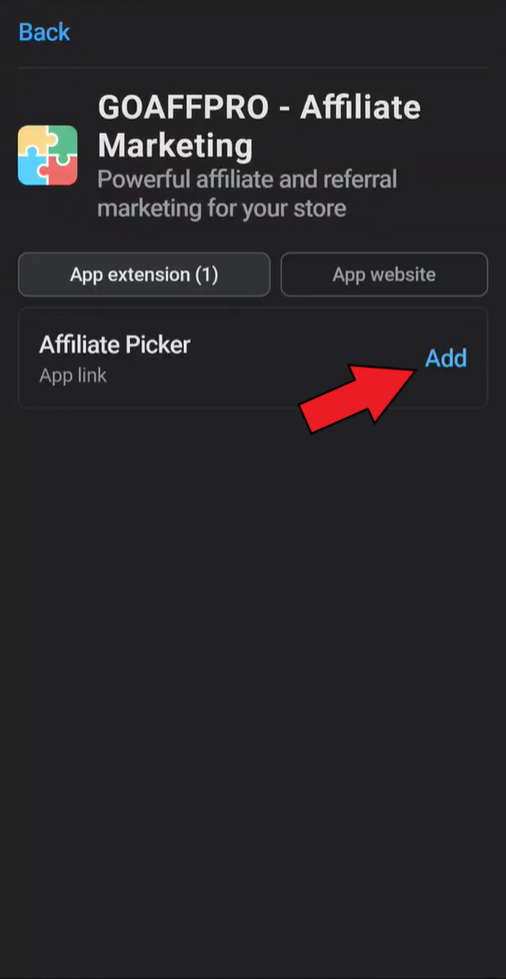 Back
GOAFFPRO - Affiliate
Marketing
Powerful affiliate and referral
marketing for your store
App extension (1)
App website
Affiliate Picker
Add
App link